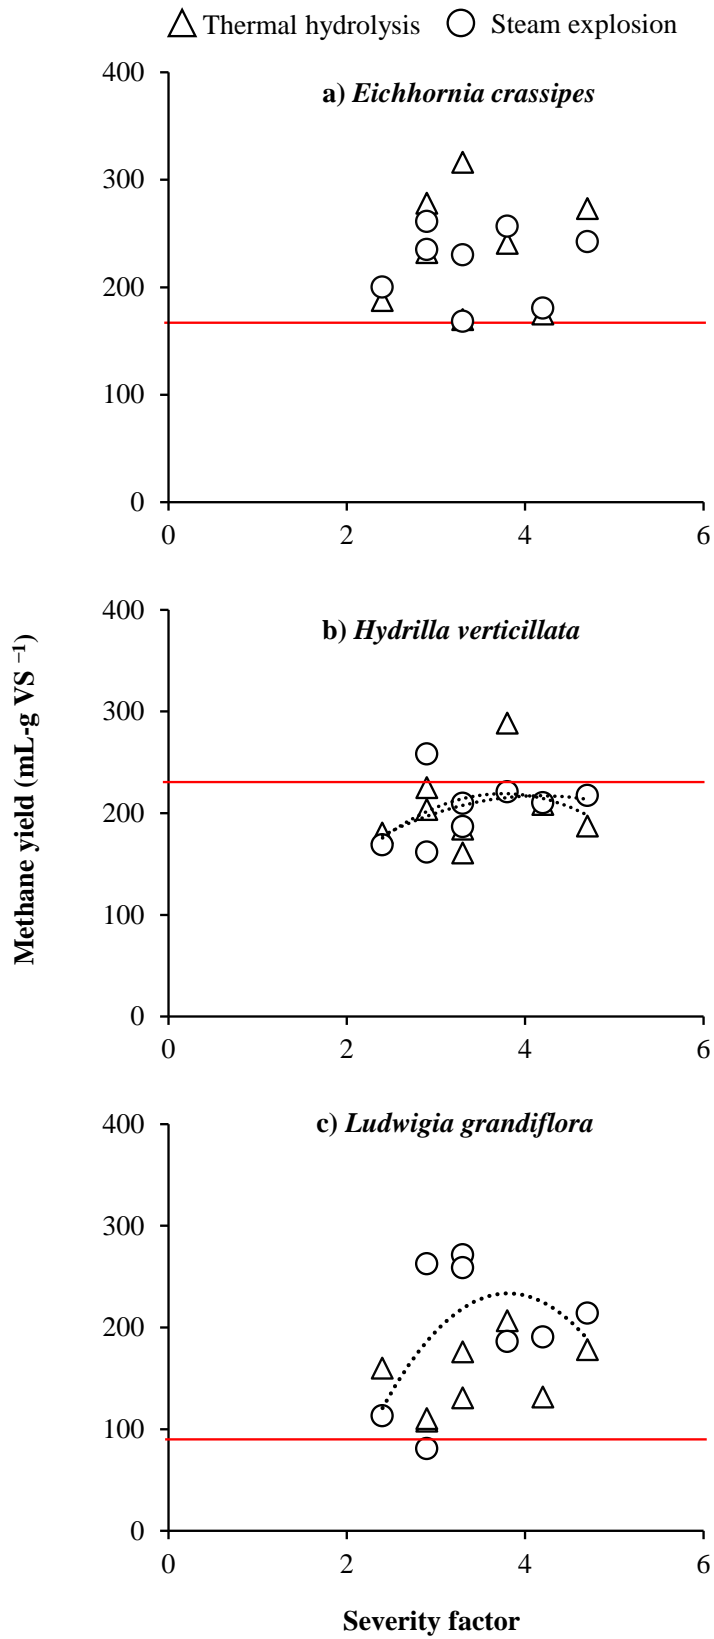 Thermal hydrolysis Steam explosion
Methane yield (mL-g VS ⁻¹)
a) Eichhornia crassipes
400
300
200
100
0
0 2 4 6
b) Hydrilla verticillata
400
300
200
100
0
0 2 4 6
c) Ludwigia grandiflora
400
300
200
100
0
0 2 4 6
Severity factor